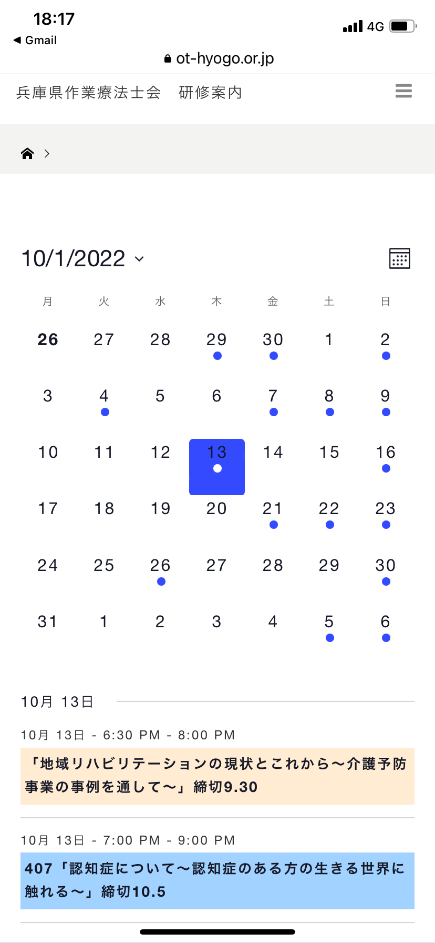 18:17
4G
◀ Gmail
ot-hyogo.or.jp
兵庫県作業療法士会　研修案内
10/1/2022
月 火 水 木 金 土 日
26 27 28 29 30 1 2
3 4 5 6 7 8 9
10 11 12 13 14 15 16
17 18 19 20 21 22 23
24 25 26 27 28 29 30
31 1 2 3 4 5 6
10月 13日
10月 13日 - 6:30 PM - 8:00 PM
「地域リハビリテーションの現状とこれから〜介護予防
事業の事例を通して〜」締切9.30
10月 13日 - 7:00 PM - 9:00 PM
407「認知症について〜認知症のある方の生きる世界に
触れる〜」締切10.5